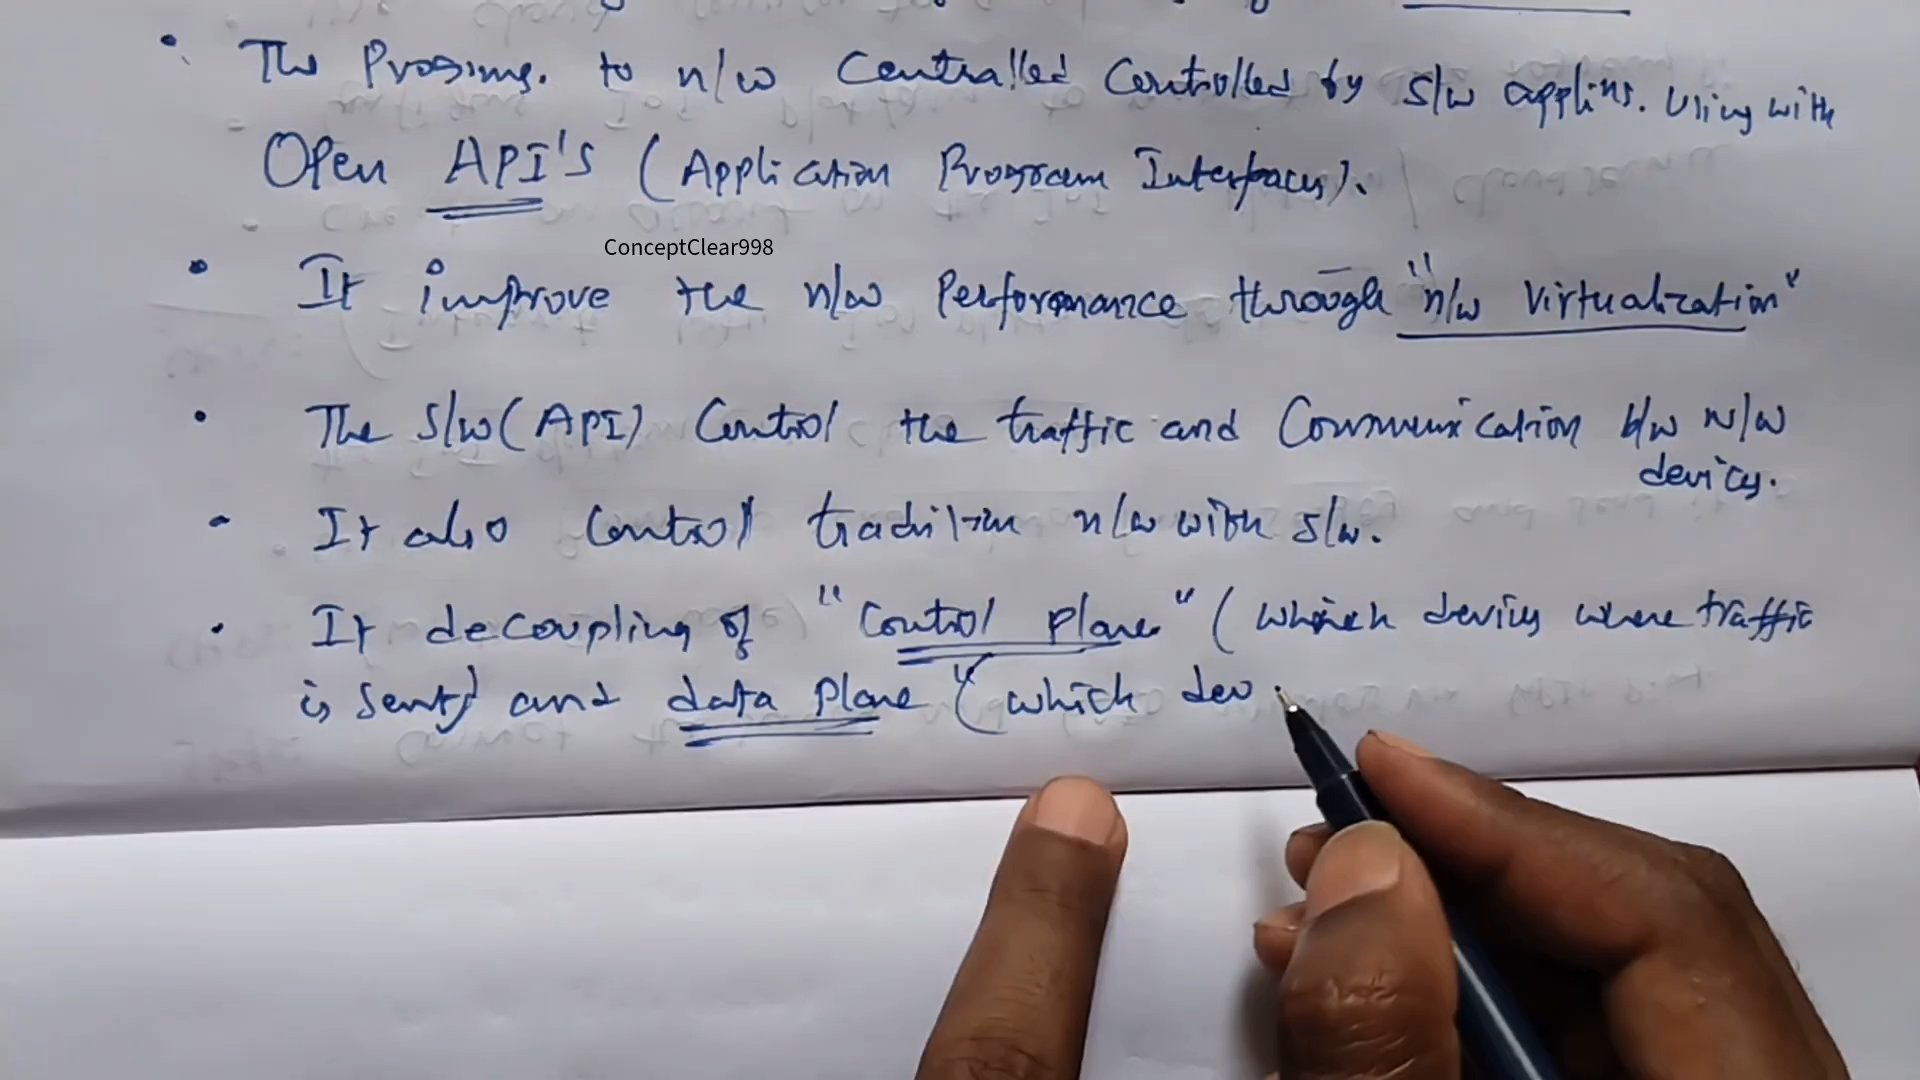 • The Progrmg. to n/w Centralled Controlled by S/w applins. Using with
Open API's (Application Program Interfaces).
ConceptClear998
• It improve the n/w Performance through "n/w Virtualization"
• The S/w (API) Control the traffic and Communication b/w N/w
devices.
• It also Control tradition n/w with S/w.
• It decoupling of "Control Plane" (which devices where traffic
is sent) and "data Plane" (which dev